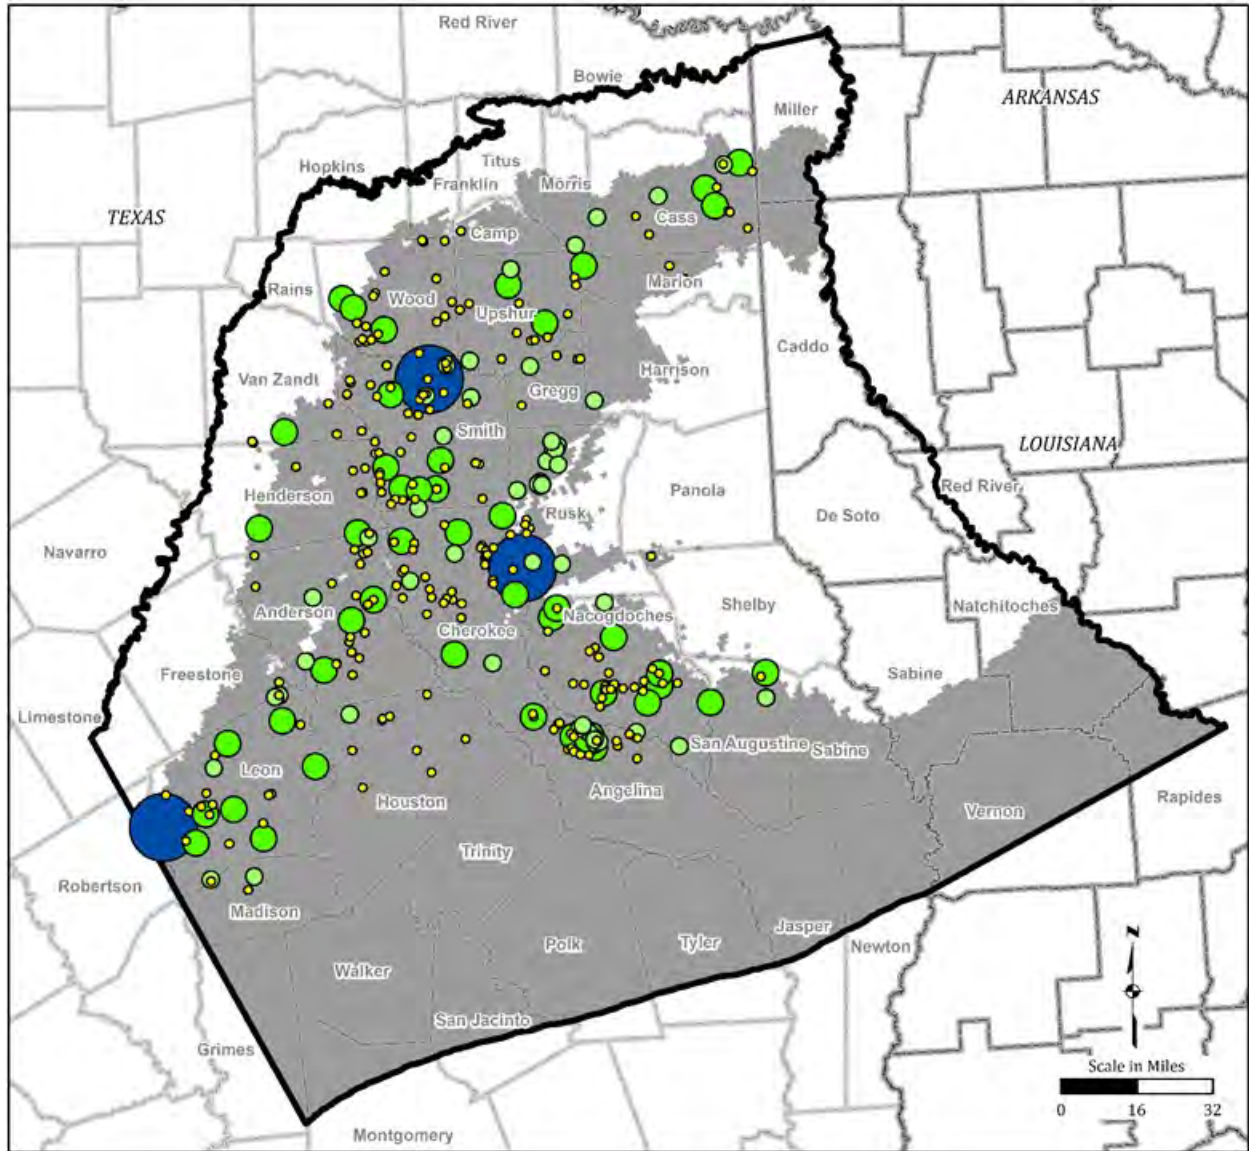 Red River
Bowie
ARKANSAS
Miller
Titus
Hopkins
Franklin
Morris
TEXAS
Cass
Camp
Rains
Wood
Marion
Upshur
Caddo
Van Zandt
Harrison
Gregg
Smith
LOUISIANA
Henderson
Panola
Red River
Rusk
De Soto
Navarro
Anderson
Shelby
Natchitoches
Nacogdoches
Cherokee
Freestone
Sabine
Limestone
San Augustine
Sabine
Leon
Angelina
Houston
Rapides
Vernon
Trinity
Robertson
Madison
Jasper
Polk
Tyler
Newton
N
Walker
San Jacinto
Grimes
Scale in Miles
0 16 32
Montgomery